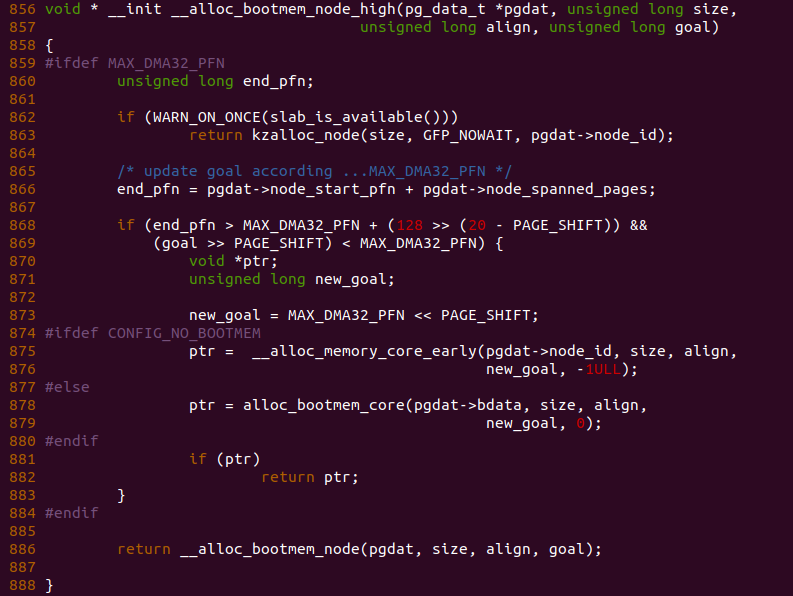 856 void * __init __alloc_bootmem_node_high(pg_data_t *pgdat, unsigned long size,
857                                    unsigned long align, unsigned long goal)
858 {
859 #ifdef MAX_DMA32_PFN
860         unsigned long end_pfn;
861
862         if (WARN_ON_ONCE(slab_is_available()))
863                 return kzalloc_node(size, GFP_NOWAIT, pgdat->node_id);
864
865         /* update goal according ...MAX_DMA32_PFN */
866         end_pfn = pgdat->node_start_pfn + pgdat->node_spanned_pages;
867
868         if (end_pfn > MAX_DMA32_PFN + (128 >> (20 - PAGE_SHIFT)) &&
869             (goal >> PAGE_SHIFT) < MAX_DMA32_PFN) {
870                 void *ptr;
871                 unsigned long new_goal;
872
873                 new_goal = MAX_DMA32_PFN << PAGE_SHIFT;
874 #ifdef CONFIG_NO_BOOTMEM
875                 ptr =  __alloc_memory_core_early(pgdat->node_id, size, align,
876                                                  new_goal, -1ULL);
877 #else
878                 ptr = alloc_bootmem_core(pgdat->bdata, size, align,
879                                                  new_goal, 0);
880 #endif
881                 if (ptr)
882                         return ptr;
883         }
884 #endif
885
886         return __alloc_bootmem_node(pgdat, size, align, goal);
887
888 }